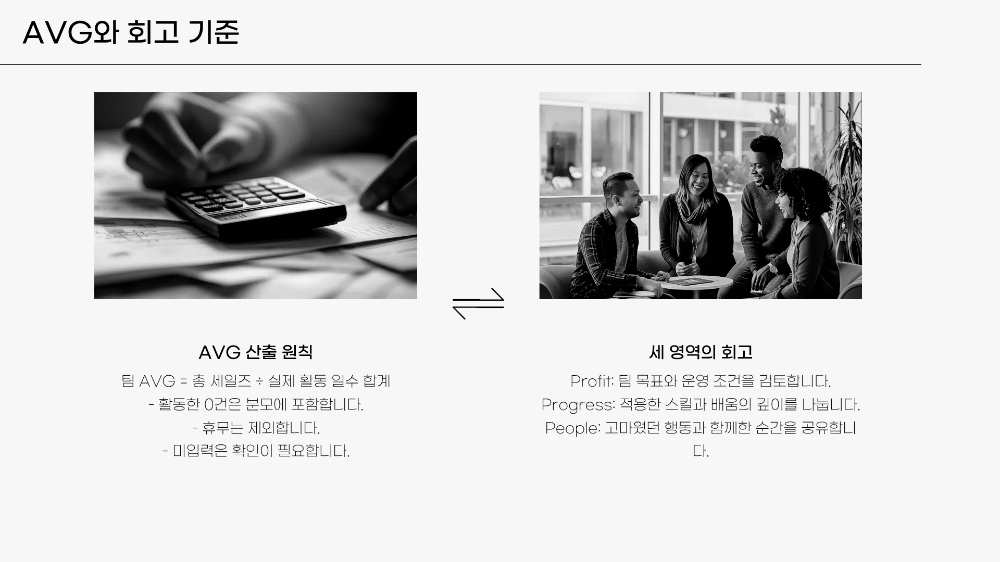 AVG와 회고 기준
AVG 산출 원칙
팀 AVG = 총 세일즈 ÷ 실제 활동 일수 합계
- 활동한 0건은 분모에 포함합니다.
- 휴무는 제외합니다.
- 미입력은 확인이 필요합니다.
세 영역의 회고
Profit: 팀 목표와 운영 조건을 검토합니다.
Progress: 적용한 스킬과 배움의 깊이를 나눕니다.
People: 고마웠던 행동과 함께한 순간을 공유합니
다.